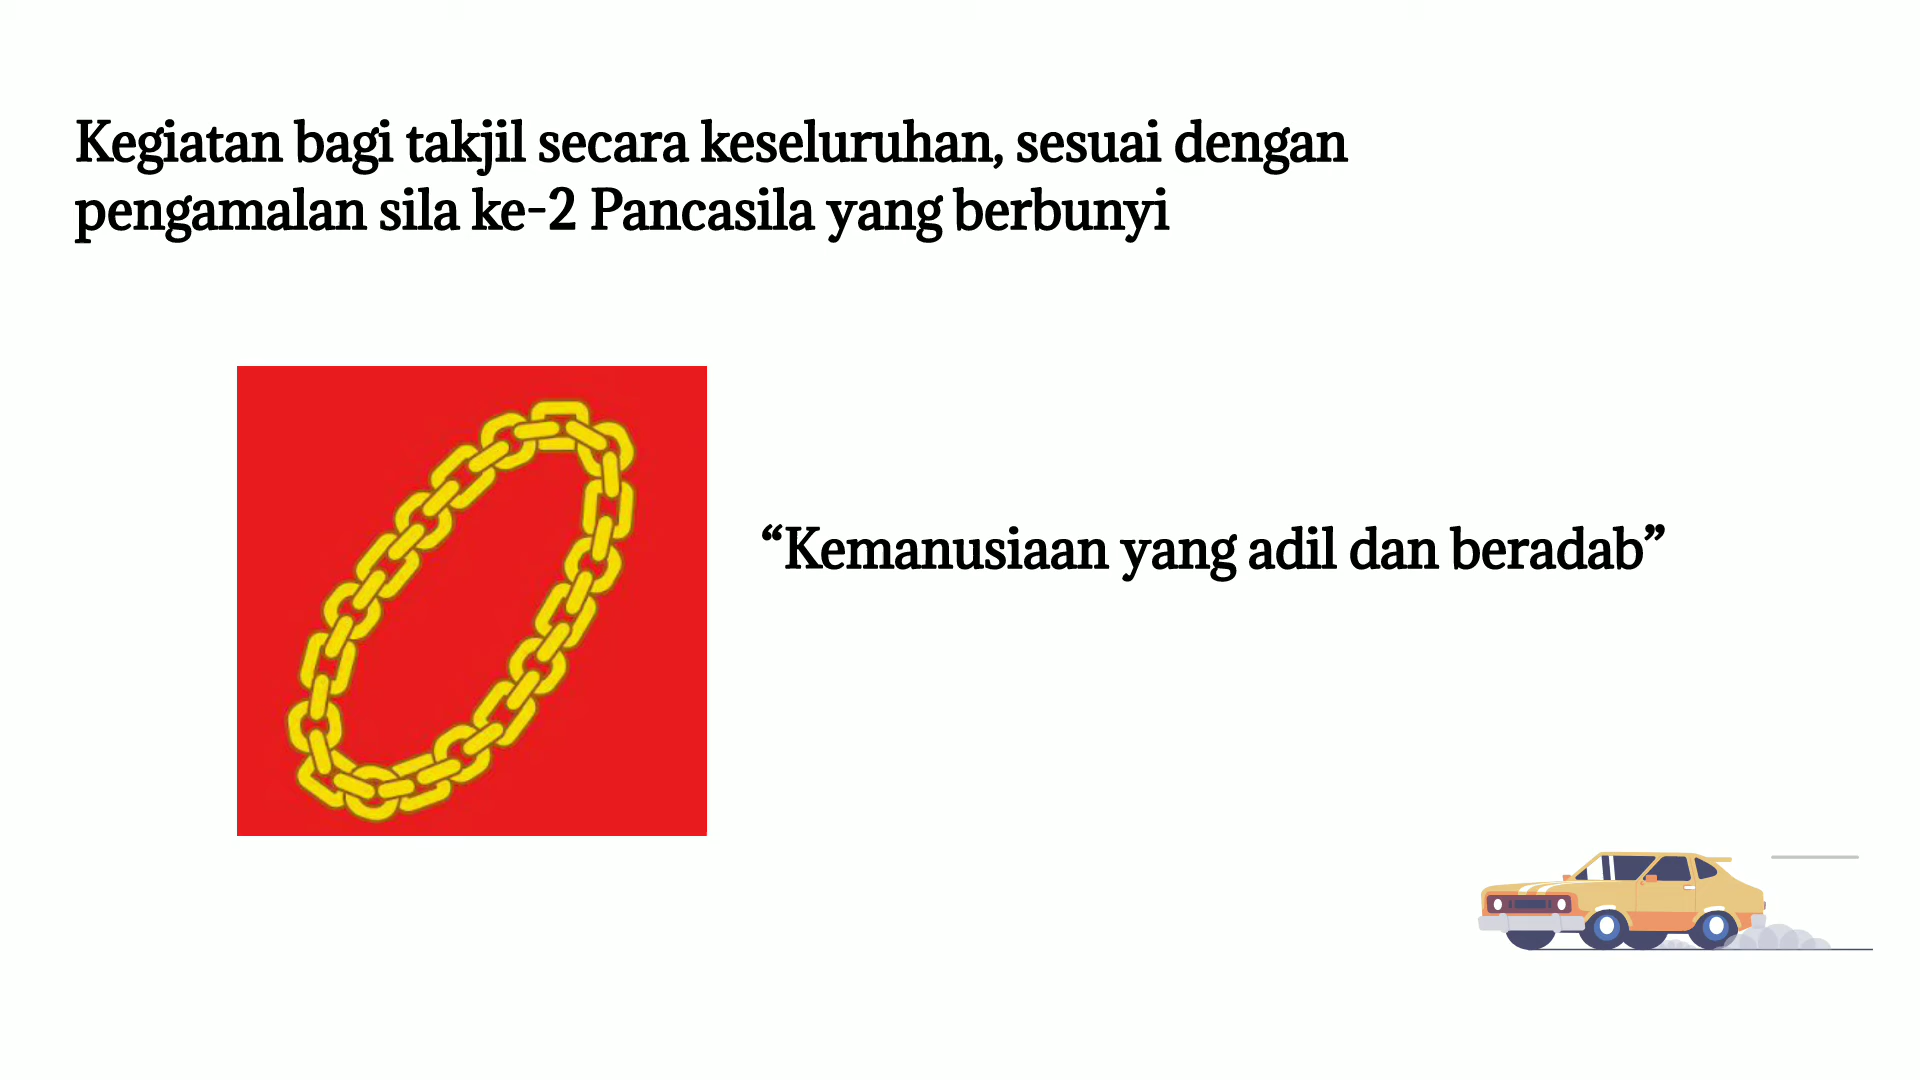 Kegiatan bagi takjil secara keseluruhan, sesuai dengan
pengamalan sila ke-2 Pancasila yang berbunyi
“Kemanusiaan yang adil dan beradab”